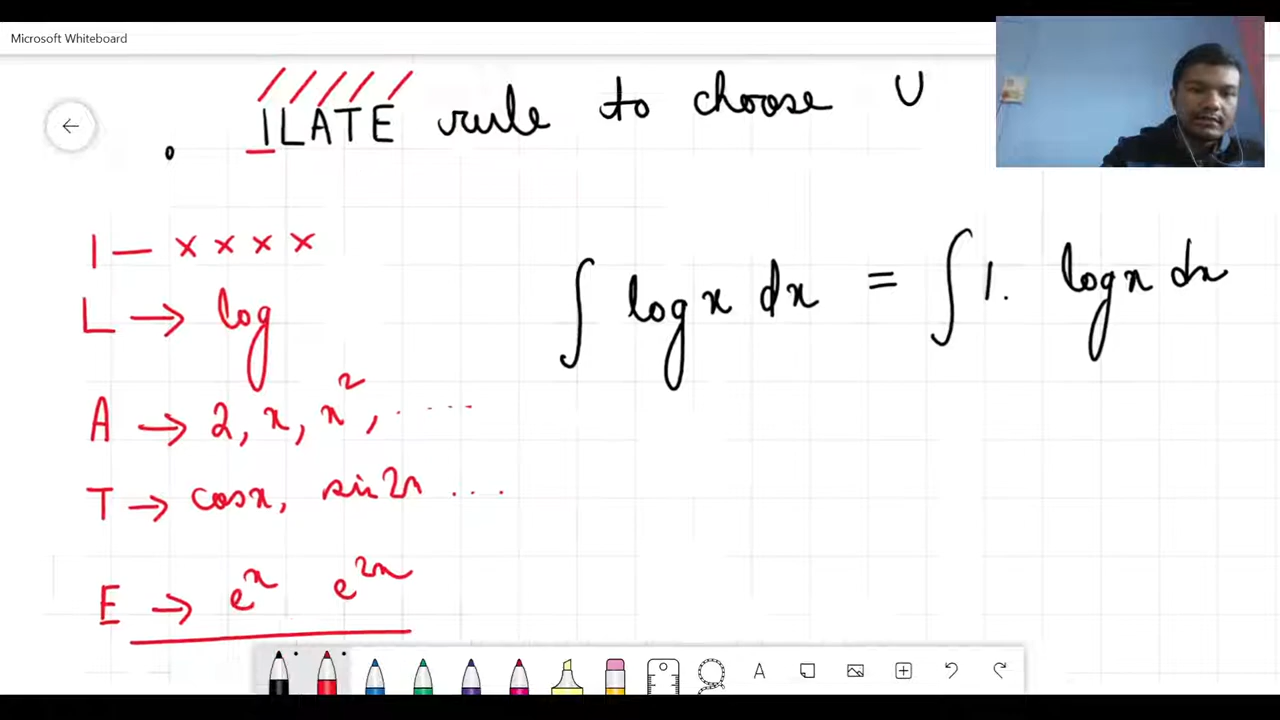 Microsoft Whiteboard
ILATE rule to choose U
I — × × × ×
L → log
A → 2, x, x², ......
T → cosx, sin2x ....
E → eˣ e²ˣ
∫ log x dx = ∫ 1. log x dx
A